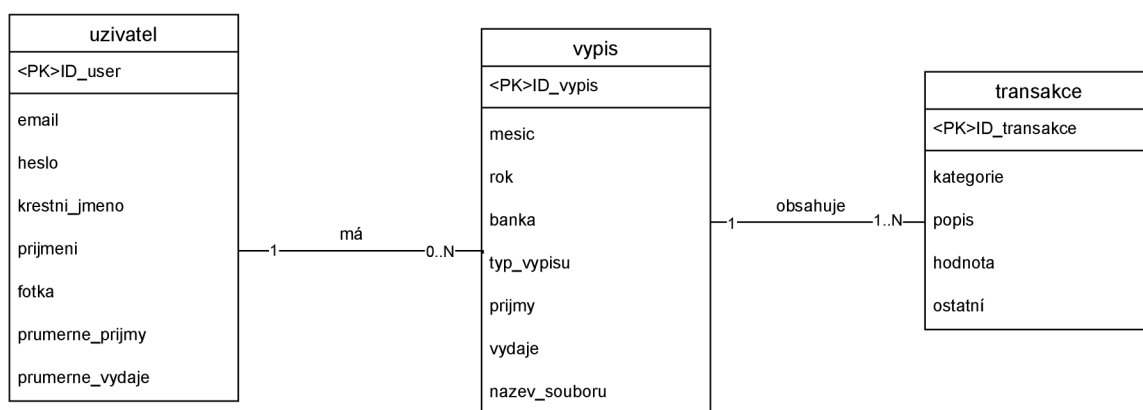 uzivatel
<PK>ID_user
email
heslo
krestni_jmeno
prijmeni
fotka
prumerne_prijmy
prumerne_vydaje
1
má
0..N
vypis
<PK>ID_vypis
mesic
rok
banka
typ_vypisu
prijmy
vydaje
nazev_souboru
1
obsahuje
1..N
transakce
<PK>ID_transakce
kategorie
popis
hodnota
ostatní